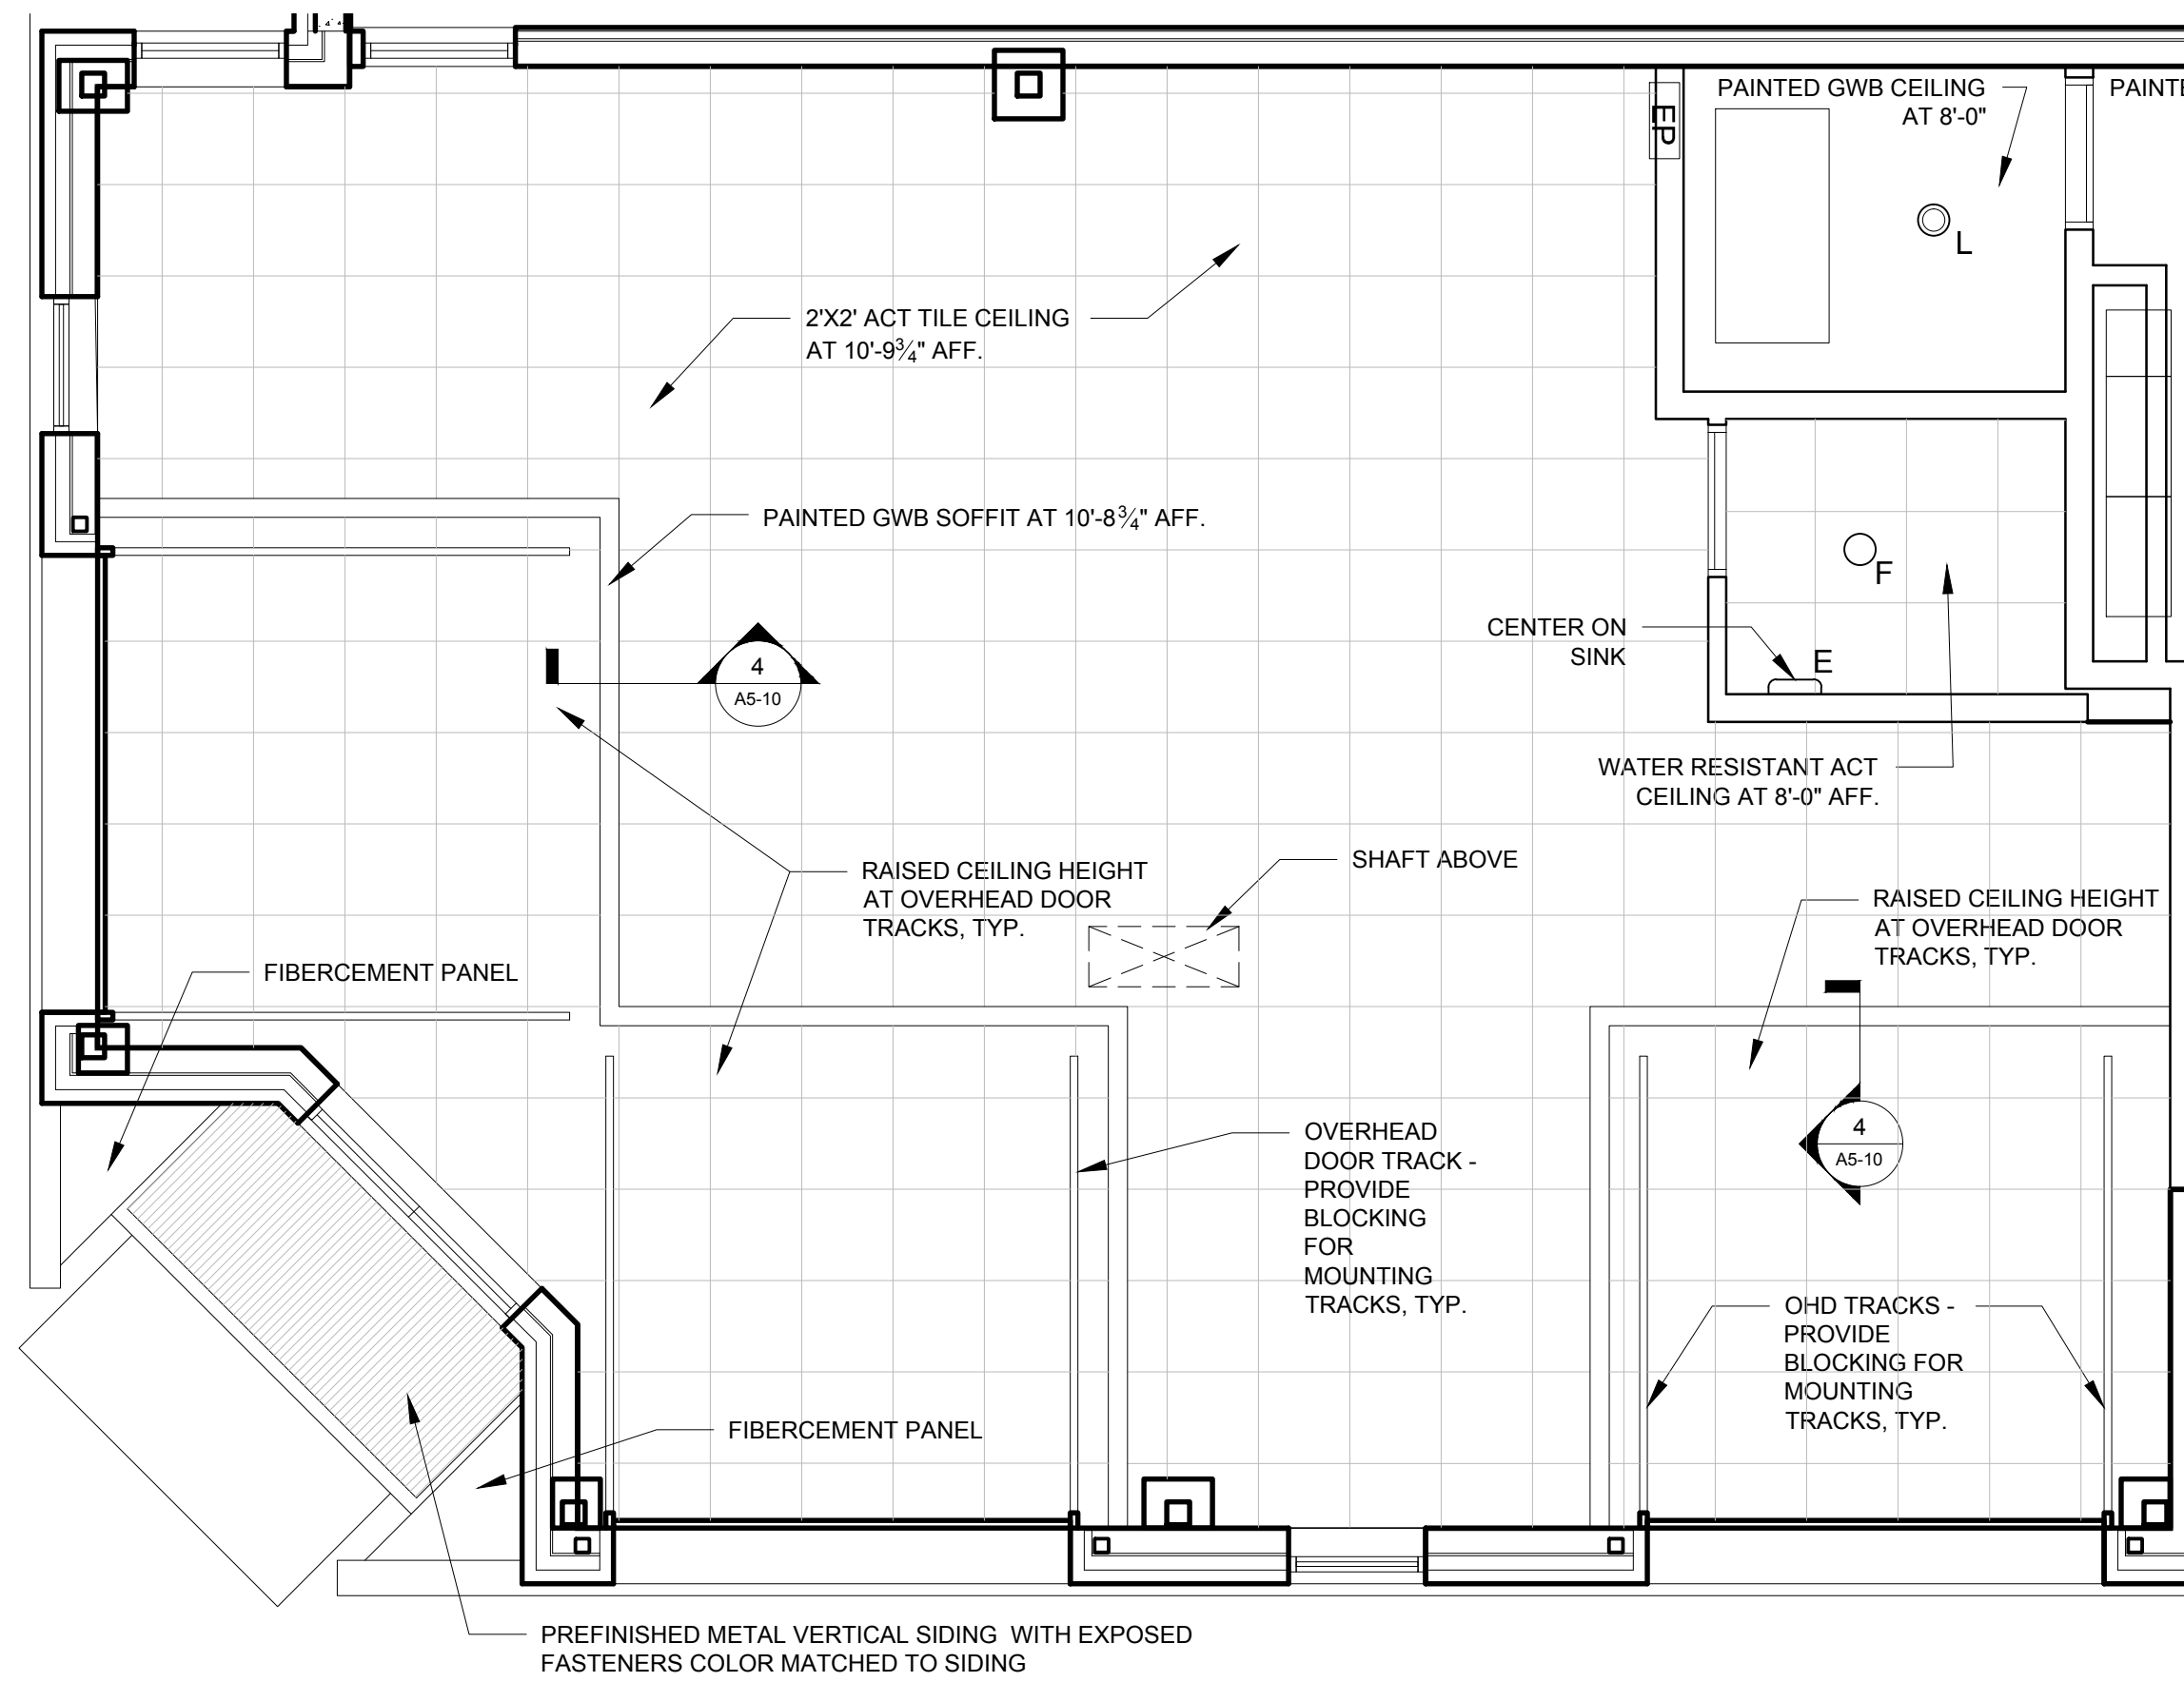 PAINTED GWB CEILING
AT 8'-0"
EP
L
2'X2' ACT TILE CEILING
AT 10'-9¾" AFF.
PAINTED GWB SOFFIT AT 10'-8¾" AFF.
F
CENTER ON
SINK
E
4
A5-10
WATER RESISTANT ACT
CEILING AT 8'-0" AFF.
SHAFT ABOVE
RAISED CEILING HEIGHT
AT OVERHEAD DOOR
TRACKS, TYP.
RAISED CEILING HEIGHT
AT OVERHEAD DOOR
TRACKS, TYP.
FIBERCEMENT PANEL
OVERHEAD
DOOR TRACK -
PROVIDE
BLOCKING
FOR
MOUNTING
TRACKS, TYP.
4
A5-10
OHD TRACKS -
PROVIDE
BLOCKING FOR
MOUNTING
TRACKS, TYP.
FIBERCEMENT PANEL
PREFINISHED METAL VERTICAL SIDING WITH EXPOSED
FASTENERS COLOR MATCHED TO SIDING